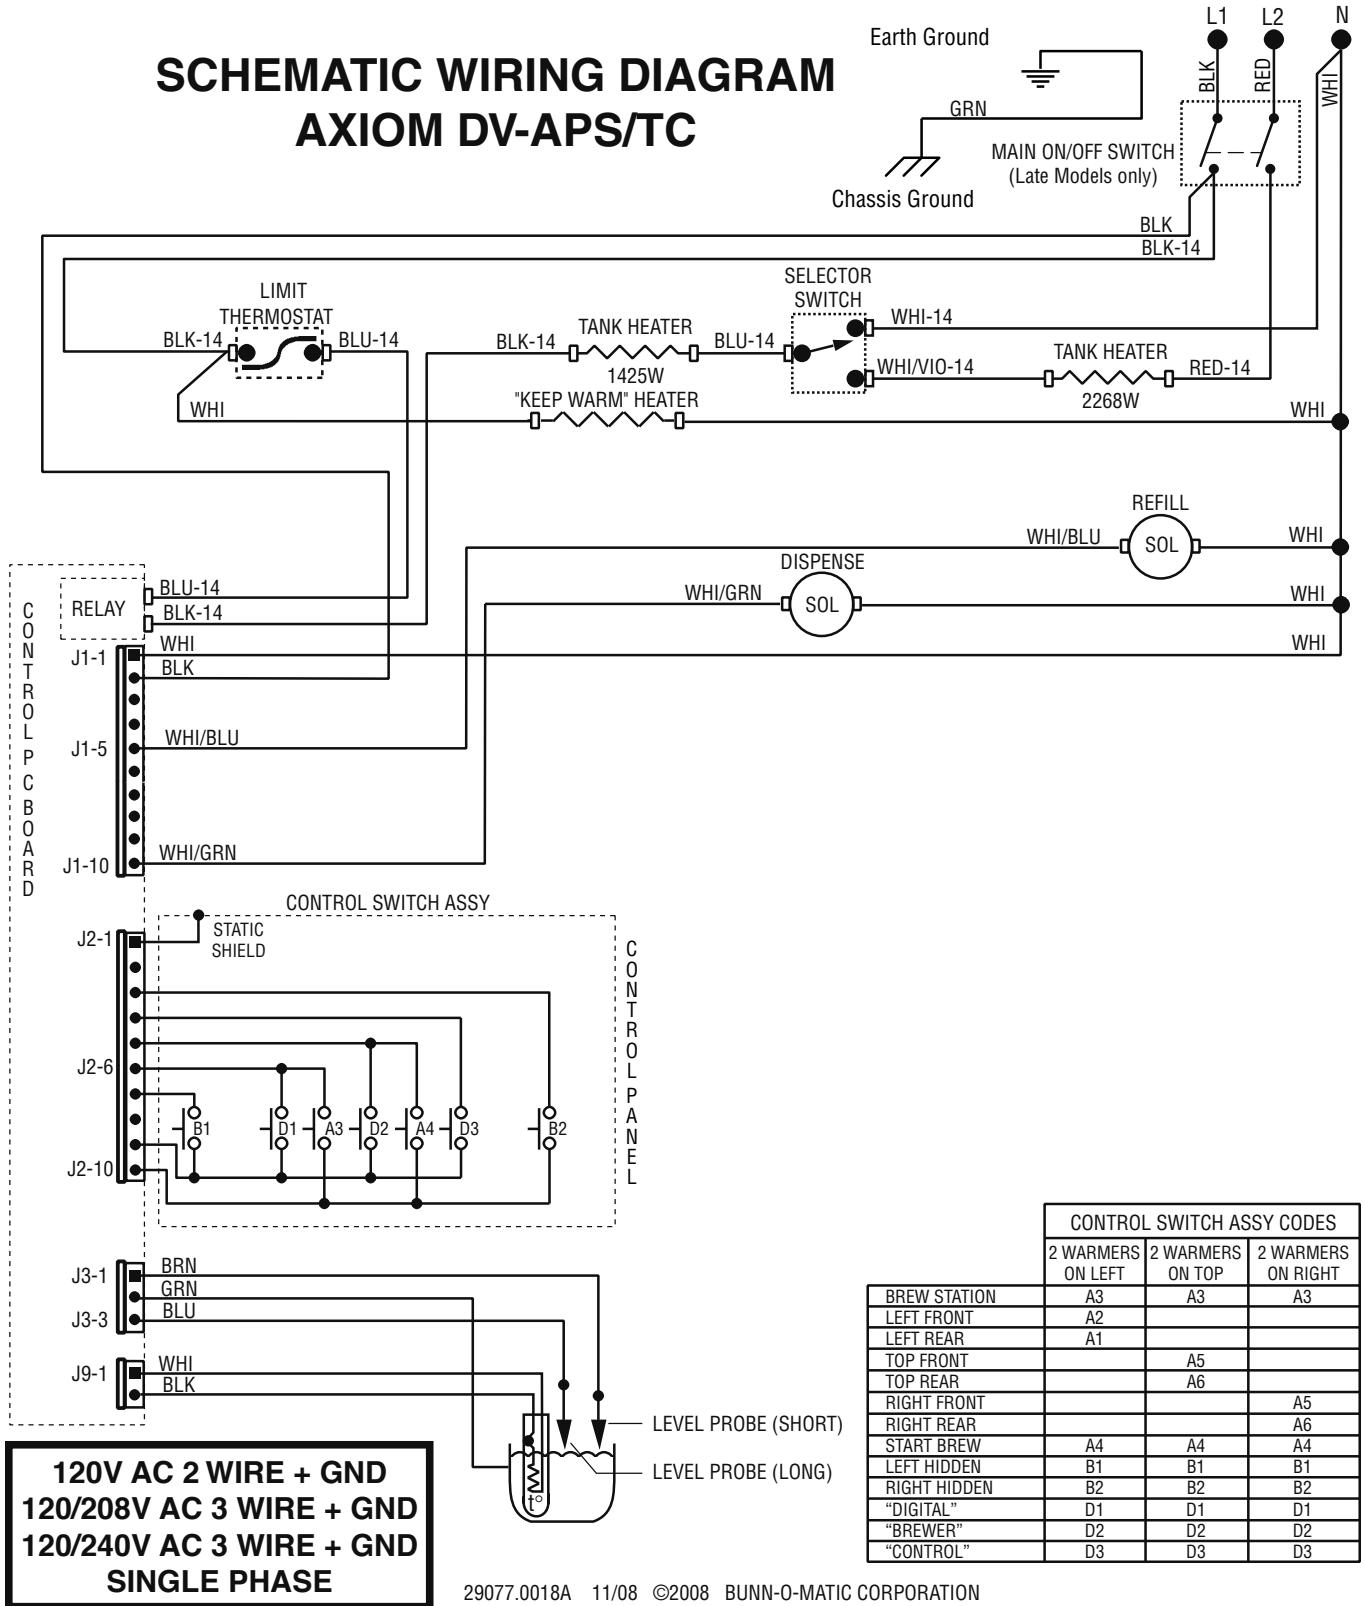 SCHEMATIC WIRING DIAGRAM
AXIOM DV-APS/TC
Earth Ground
GRN
Chassis Ground
L1
L2
N
BLK
RED
WHI
MAIN ON/OFF SWITCH
(Late Models only)
BLK
BLK-14
LIMIT
THERMOSTAT
BLK-14
BLU-14
SELECTOR
SWITCH
WHI-14
BLK-14
TANK HEATER
1425W
BLU-14
WHI/VIO-14
TANK HEATER
2268W
RED-14
WHI
"KEEP WARM" HEATER
WHI
REFILL
WHI/BLU
SOL
WHI
DISPENSE
WHI/GRN
SOL
WHI
WHI
CONTROL PC BOARD
RELAY
BLU-14
BLK-14
J1-1
WHI
BLK
J1-5
WHI/BLU
J1-10
WHI/GRN
CONTROL SWITCH ASSY
J2-1
STATIC
SHIELD
CONTROL PANEL
J2-6
B1
D1
A3
D2
A4
D3
B2
J2-10
J3-1
BRN
GRN
J3-3
BLU
J9-1
WHI
BLK
t°
LEVEL PROBE (SHORT)
LEVEL PROBE (LONG)
CONTROL SWITCH ASSY CODES
2 WARMERS 2 WARMERS 2 WARMERS
ON LEFT ON TOP ON RIGHT
BREW STATION A3 A3 A3
LEFT FRONT A2
LEFT REAR A1
TOP FRONT A5
TOP REAR A6
RIGHT FRONT A5
RIGHT REAR A6
START BREW A4 A4 A4
LEFT HIDDEN B1 B1 B1
RIGHT HIDDEN B2 B2 B2
“DIGITAL” D1 D1 D1
“BREWER” D2 D2 D2
“CONTROL” D3 D3 D3
120V AC 2 WIRE + GND
120/208V AC 3 WIRE + GND
120/240V AC 3 WIRE + GND
SINGLE PHASE
29077.0018A 11/08 ©2008 BUNN-O-MATIC CORPORATION